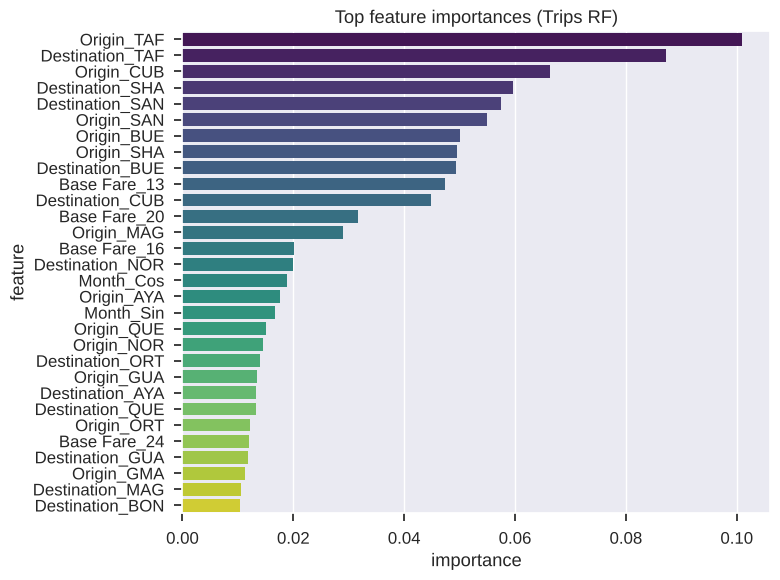 Top feature importances (Trips RF)
Origin_TAF
Destination_TAF
Origin_CUB
Destination_SHA
Destination_SAN
Origin_SAN
Origin_BUE
Origin_SHA
Destination_BUE
Base Fare_13
Destination_CUB
Base Fare_20
Origin_MAG
Base Fare_16
Destination_NOR
Month_Cos
Origin_AYA
Month_Sin
Origin_QUE
Origin_NOR
Destination_ORT
Origin_GUA
Destination_AYA
Destination_QUE
Origin_ORT
Base Fare_24
Destination_GUA
Origin_GMA
Destination_MAG
Destination_BON
feature
0.00 0.02 0.04 0.06 0.08 0.10
importance